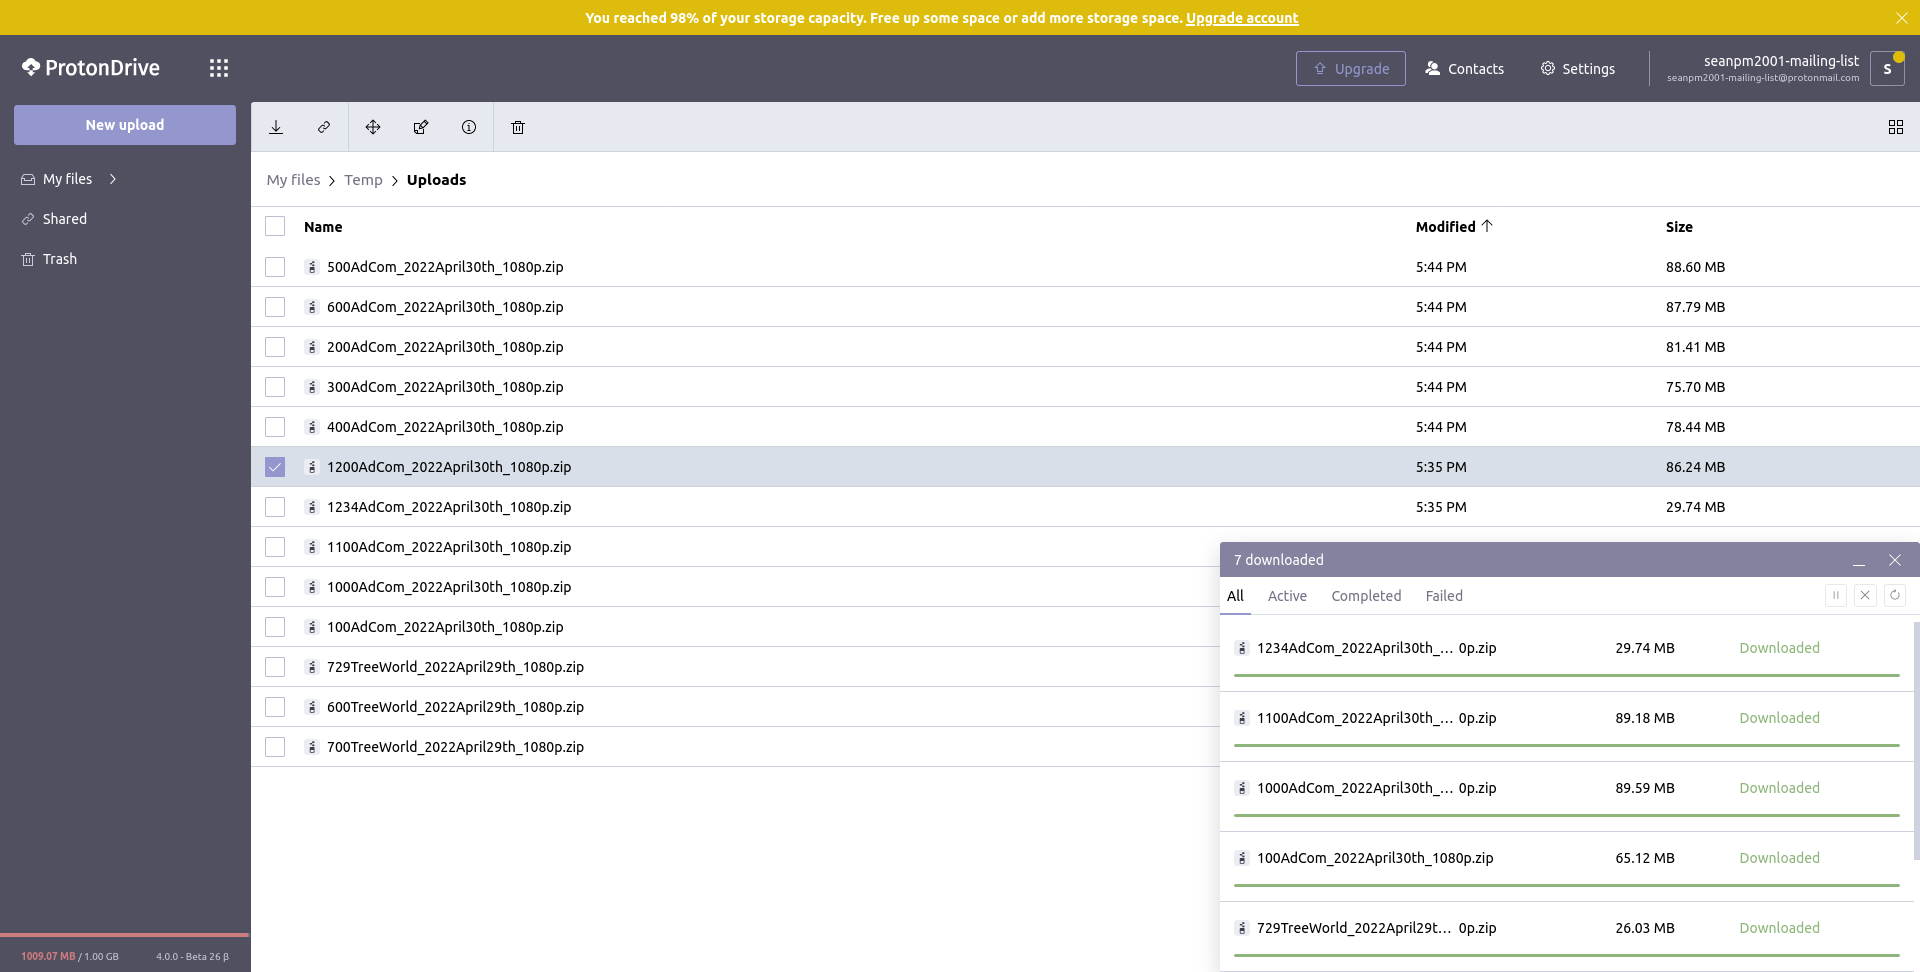 You reached 98% of your storage capacity. Free up some space or add more storage space. Upgrade account
ProtonDrive
Upgrade
Contacts
Settings
seanpm2001-mailing-list
seanpm2001-mailing-list@protonmail.com
S
New upload
My files
Shared
Trash
My files > Temp > Uploads
Name Modified Size
500AdCom_2022April30th_1080p.zip 5:44 PM 88.60 MB
600AdCom_2022April30th_1080p.zip 5:44 PM 87.79 MB
200AdCom_2022April30th_1080p.zip 5:44 PM 81.41 MB
300AdCom_2022April30th_1080p.zip 5:44 PM 75.70 MB
400AdCom_2022April30th_1080p.zip 5:44 PM 78.44 MB
1200AdCom_2022April30th_1080p.zip 5:35 PM 86.24 MB
1234AdCom_2022April30th_1080p.zip 5:35 PM 29.74 MB
1100AdCom_2022April30th_1080p.zip
1000AdCom_2022April30th_1080p.zip
100AdCom_2022April30th_1080p.zip
729TreeWorld_2022April29th_1080p.zip
600TreeWorld_2022April29th_1080p.zip
700TreeWorld_2022April29th_1080p.zip
7 downloaded
All Active Completed Failed
1234AdCom_2022April30th_... 0p.zip 29.74 MB Downloaded
1100AdCom_2022April30th_... 0p.zip 89.18 MB Downloaded
1000AdCom_2022April30th_... 0p.zip 89.59 MB Downloaded
100AdCom_2022April30th_1080p.zip 65.12 MB Downloaded
729TreeWorld_2022April29t... 0p.zip 26.03 MB Downloaded
1009.07 MB / 1.00 GB 4.0.0 - Beta 26 β